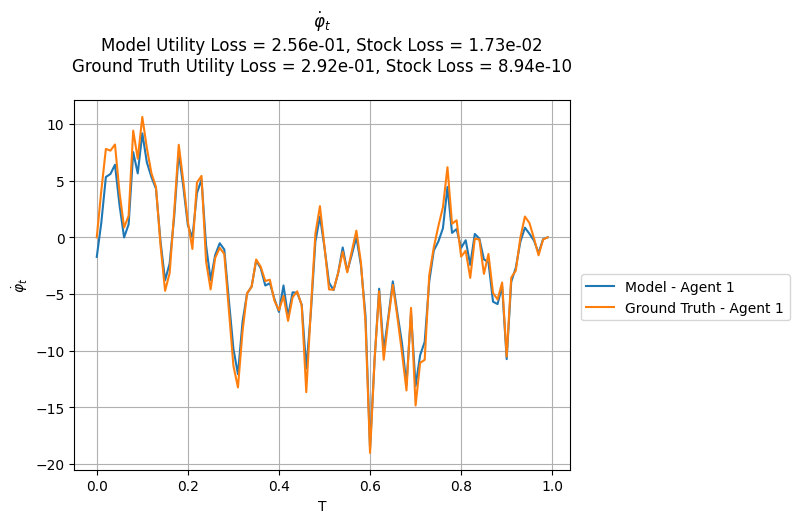 φ̇ₜ
Model Utility Loss = 2.56e-01, Stock Loss = 1.73e-02
Ground Truth Utility Loss = 2.92e-01, Stock Loss = 8.94e-10
10
5
0
−5
−10
−15
−20
φ̇ₜ
0.0
0.2
0.4
0.6
0.8
1.0
T
Model - Agent 1
Ground Truth - Agent 1